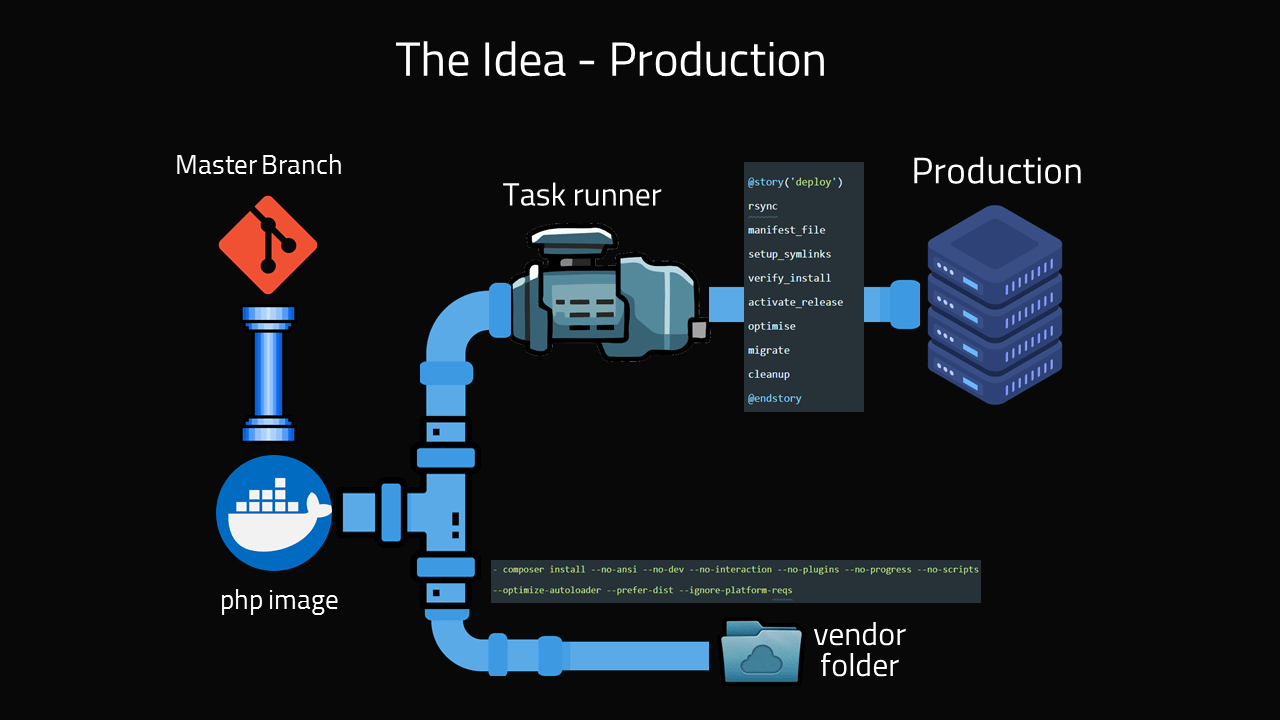 The Idea - Production
Master Branch
Task runner
@story('deploy')
rsync
manifest_file
setup_symlinks
verify_install
activate_release
optimise
migrate
cleanup
@endstory
Production
php image
- composer install --no-ansi --no-dev --no-interaction --no-plugins --no-progress --no-scripts
--optimize-autoloader --prefer-dist --ignore-platform-reqs
vendor
folder